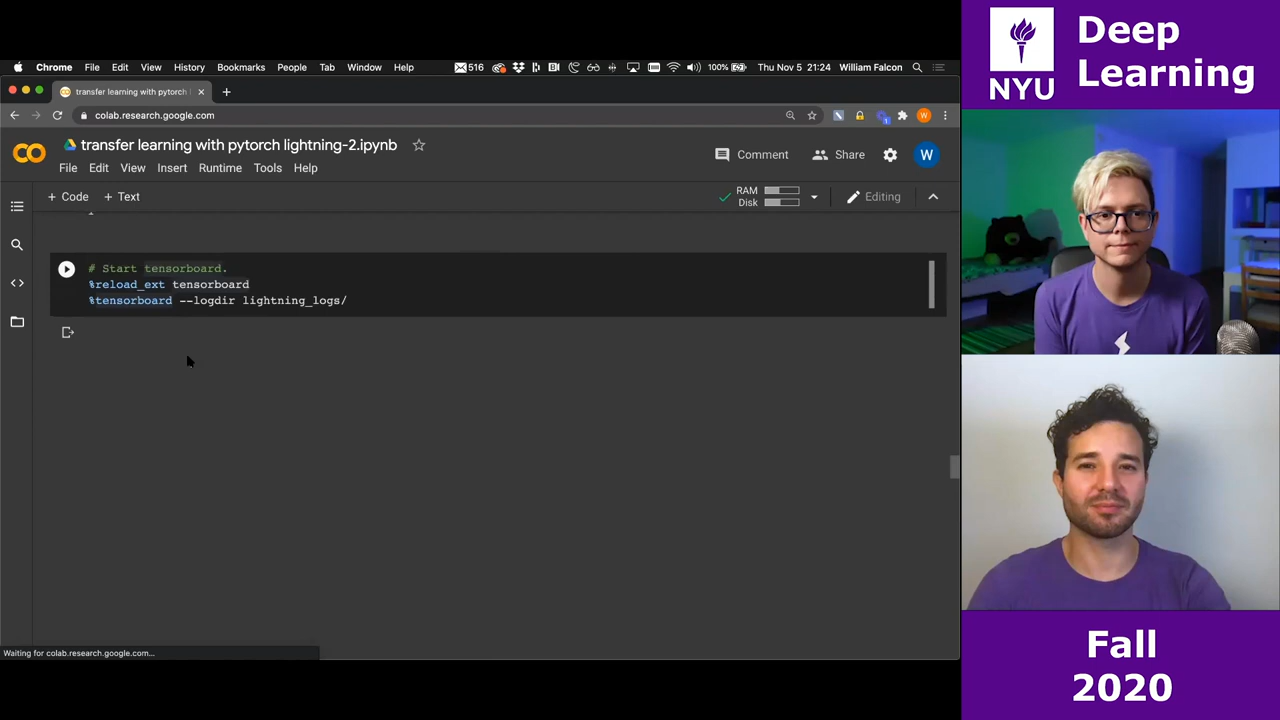 Chrome File Edit View History Bookmarks People Tab Window Help 516 100% Thu Nov 5 21:24 William Falcon
transfer learning with pytorch
colab.research.google.com
transfer learning with pytorch lightning-2.ipynb
File Edit View Insert Runtime Tools Help
Comment Share W
+ Code + Text
RAM
Disk
Editing
# Start tensorboard.
%reload_ext tensorboard
%tensorboard --logdir lightning_logs/
Waiting for colab.research.google.com...
NYU
Deep
Learning
Fall
2020